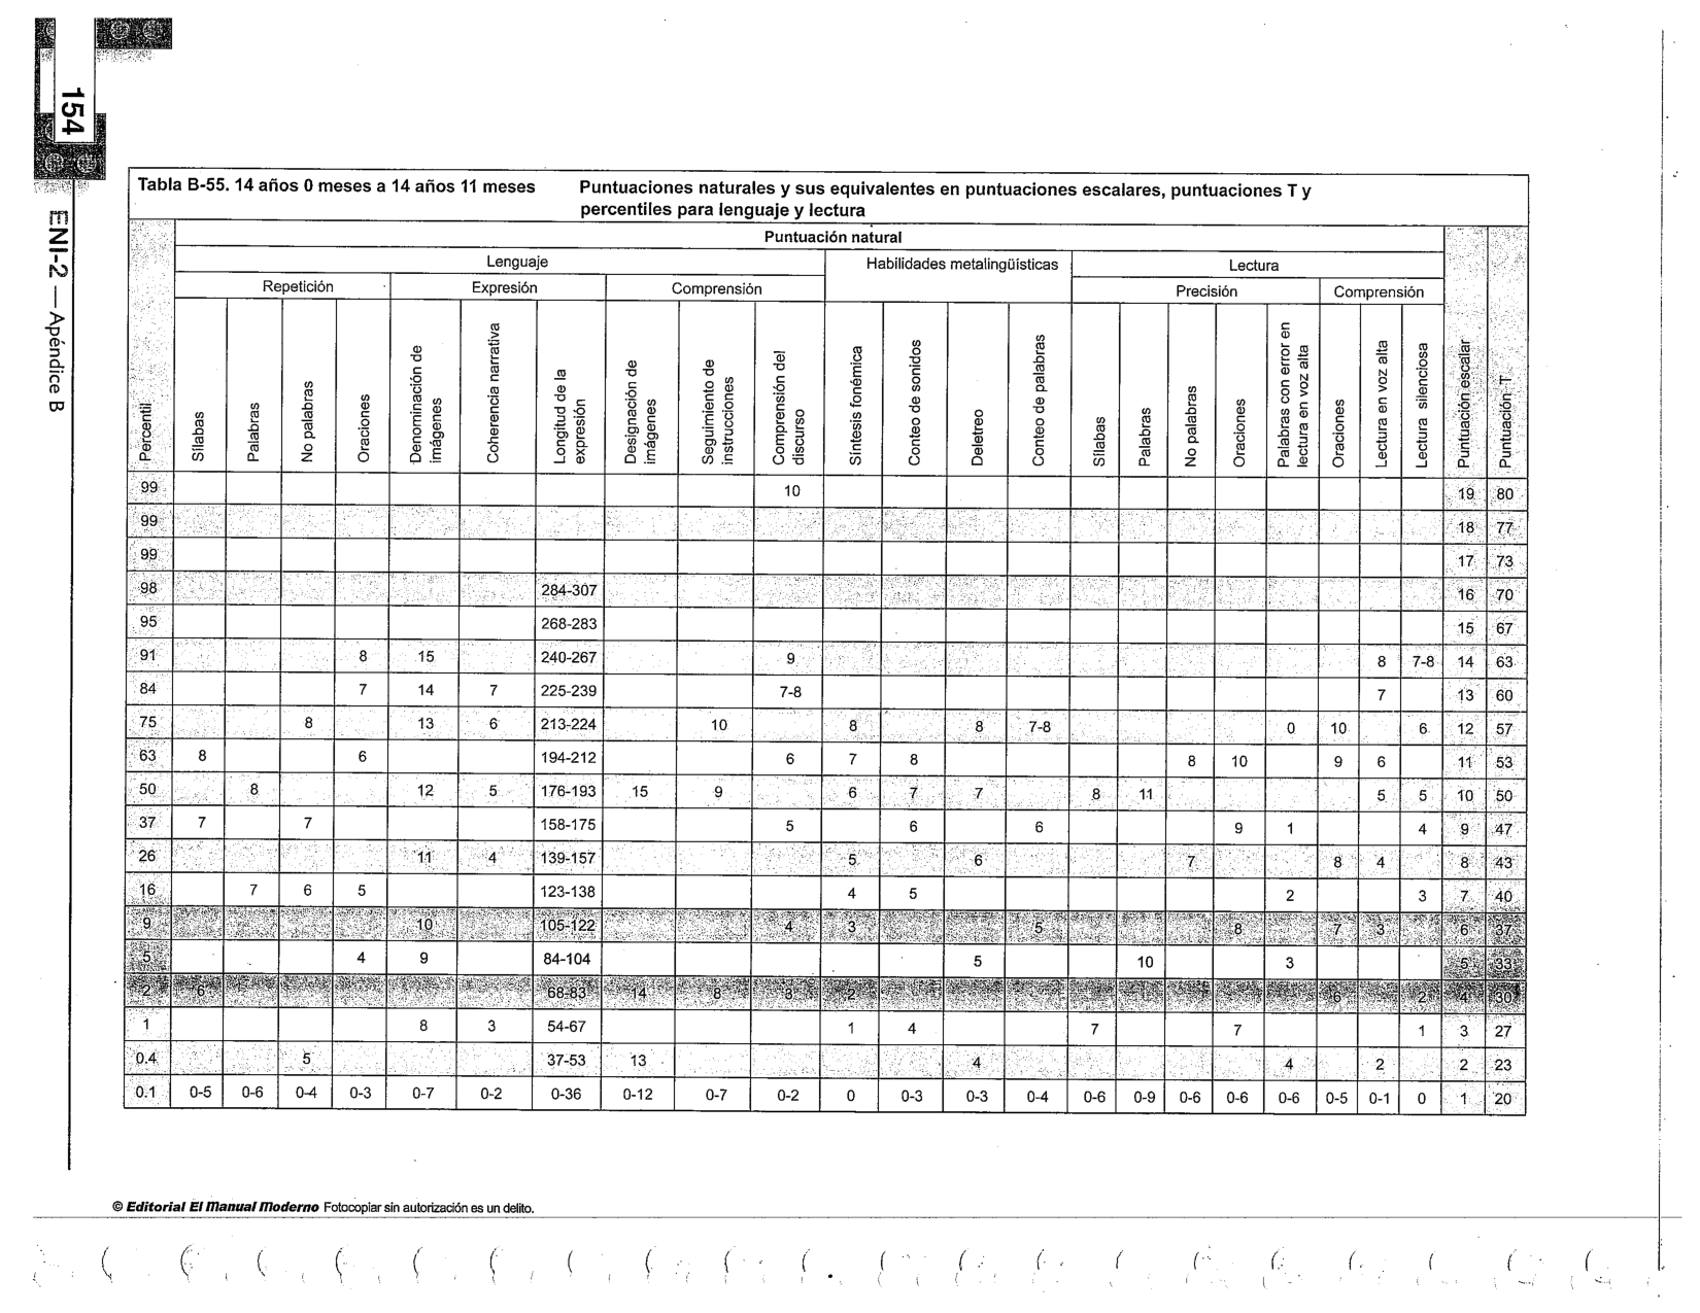 154
ENI-2 — Apéndice B
Tabla B-55. 14 años 0 meses a 14 años 11 meses Puntuaciones naturales y sus equivalentes en puntuaciones escalares, puntuaciones T y
percentiles para lenguaje y lectura
Puntuación natural
Lenguaje Habilidades metalingüísticas Lectura
Repetición Expresión Comprensión Precisión Comprensión
Percentil Sílabas Palabras No palabras Oraciones Denominación de imágenes Coherencia narrativa Longitud de la expresión Designación de imágenes Seguimiento de instrucciones Comprensión del discurso Síntesis fonémica Conteo de sonidos Deletreo Conteo de palabras Sílabas Palabras No palabras Oraciones Palabras con error en lectura en voz alta Oraciones Lectura en voz alta Lectura silenciosa Puntuación escalar Puntuación T
99 10 19 80
99 18 77
99 17 73
98 284-307 16 70
95 268-283 15 67
91 8 15 240-267 9 8 7-8 14 63
84 7 14 7 225-239 7-8 7 13 60
75 8 13 6 213-224 10 8 8 7-8 0 10 6 12 57
63 8 6 194-212 6 7 8 8 10 9 6 11 53
50 8 12 5 176-193 15 9 6 7 7 8 11 5 5 10 50
37 7 7 158-175 5 6 6 9 1 4 9 47
26 11 4 139-157 5 6 7 8 4 8 43
16 7 6 5 123-138 4 5 2 3 7 40
9 10 105-122 4 3 5 8 7 3 6 37
5 4 9 84-104 5 10 3 5 33
2 6 68-83 14 8 3 2 6 2 4 30
1 8 3 54-67 1 4 7 7 1 3 27
0.4 5 37-53 13 4 4 2 2 23
0.1 0-5 0-6 0-4 0-3 0-7 0-2 0-36 0-12 0-7 0-2 0 0-3 0-3 0-4 0-6 0-9 0-6 0-6 0-6 0-5 0-1 0 1 20
© Editorial El Manual Moderno Fotocopiar sin autorización es un delito.